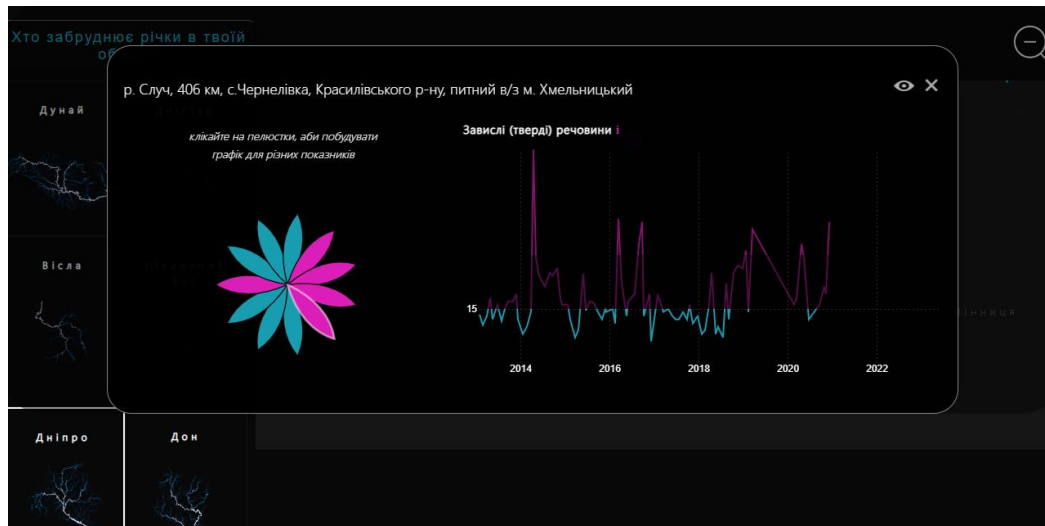 Хто забруднює річки в твоїй
р. Случ, 406 км, с.Чернелівка, Красилівського р-ну, питний в/з м. Хмельницький
клікайте на пелюстки, аби побудувати
графік для різних показників
Завислі (тверді) речовини i
15
2014 2016 2018 2020 2022
Дунай
Вісла
Дніпро Дон